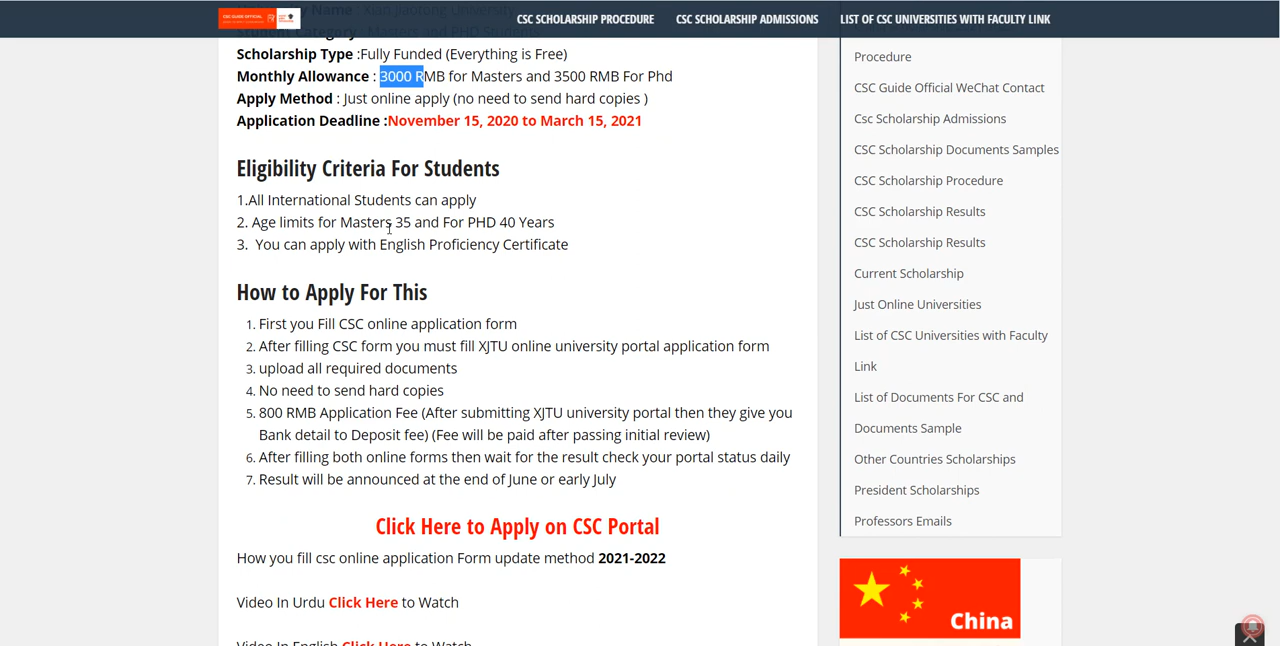 CSC GUIDE OFFICIAL
CSC SCHOLARSHIP PROCEDURE
CSC SCHOLARSHIP ADMISSIONS
LIST OF CSC UNIVERSITIES WITH FACULTY LINK
Scholarship Type :Fully Funded (Everything is Free)
Monthly Allowance : 3000 RMB for Masters and 3500 RMB For Phd
Apply Method : Just online apply (no need to send hard copies )
Application Deadline :November 15, 2020 to March 15, 2021
Eligibility Criteria For Students
1.All International Students can apply
2. Age limits for Masters 35 and For PHD 40 Years
3. You can apply with English Proficiency Certificate
How to Apply For This
1. First you Fill CSC online application form
2. After filling CSC form you must fill XJTU online university portal application form
3. upload all required documents
4. No need to send hard copies
5. 800 RMB Application Fee (After submitting XJTU university portal then they give you
Bank detail to Deposit fee) (Fee will be paid after passing initial review)
6. After filling both online forms then wait for the result check your portal status daily
7. Result will be announced at the end of June or early July
Click Here to Apply on CSC Portal
How you fill csc online application Form update method 2021-2022
Video In Urdu Click Here to Watch
Video In English Click Here to Watch
Procedure
CSC Guide Official WeChat Contact
Csc Scholarship Admissions
CSC Scholarship Documents Samples
CSC Scholarship Procedure
CSC Scholarship Results
CSC Scholarship Results
Current Scholarship
Just Online Universities
List of CSC Universities with Faculty
Link
List of Documents For CSC and
Documents Sample
Other Countries Scholarships
President Scholarships
Professors Emails
China